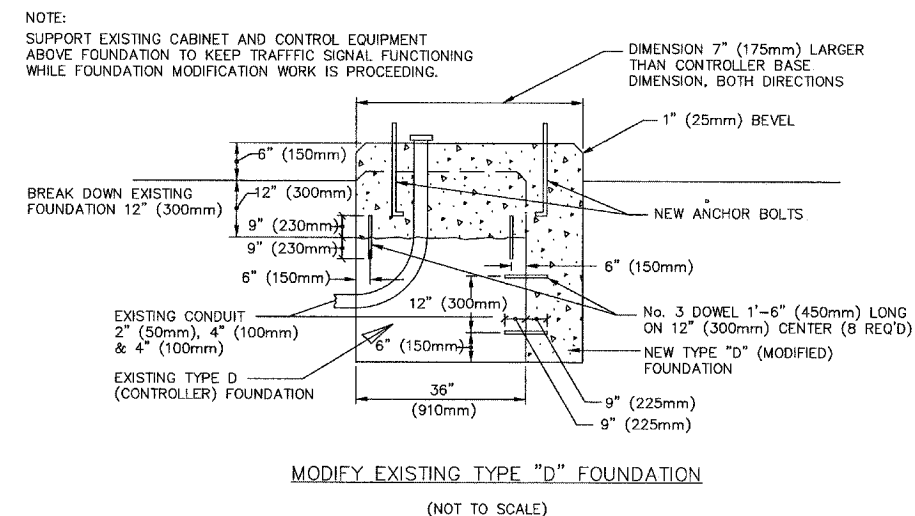 NOTE:
SUPPORT EXISTING CABINET AND CONTROL EQUIPMENT
ABOVE FOUNDATION TO KEEP TRAFFFIC SIGNAL FUNCTIONING
WHILE FOUNDATION MODIFICATION WORK IS PROCEEDING.
DIMENSION 7" (175mm) LARGER
THAN CONTROLLER BASE
DIMENSION, BOTH DIRECTIONS
1" (25mm) BEVEL
6" (150mm)
BREAK DOWN EXISTING
FOUNDATION 12" (300mm)
12" (300mm)
NEW ANCHOR BOLTS
9" (230mm)
9" (230mm)
6" (150mm)
6" (150mm)
12" (300mm)
No. 3 DOWEL 1'-6" (450mm) LONG
ON 12" (300mm) CENTER (8 REQ'D)
EXISTING CONDUIT
2" (50mm), 4" (100mm)
& 4" (100mm)
6" (150mm)
NEW TYPE "D" (MODIFIED)
FOUNDATION
EXISTING TYPE D
(CONTROLLER) FOUNDATION
36"
(910mm)
9" (225mm)
9" (225mm)
MODIFY EXISTING TYPE "D" FOUNDATION
(NOT TO SCALE)